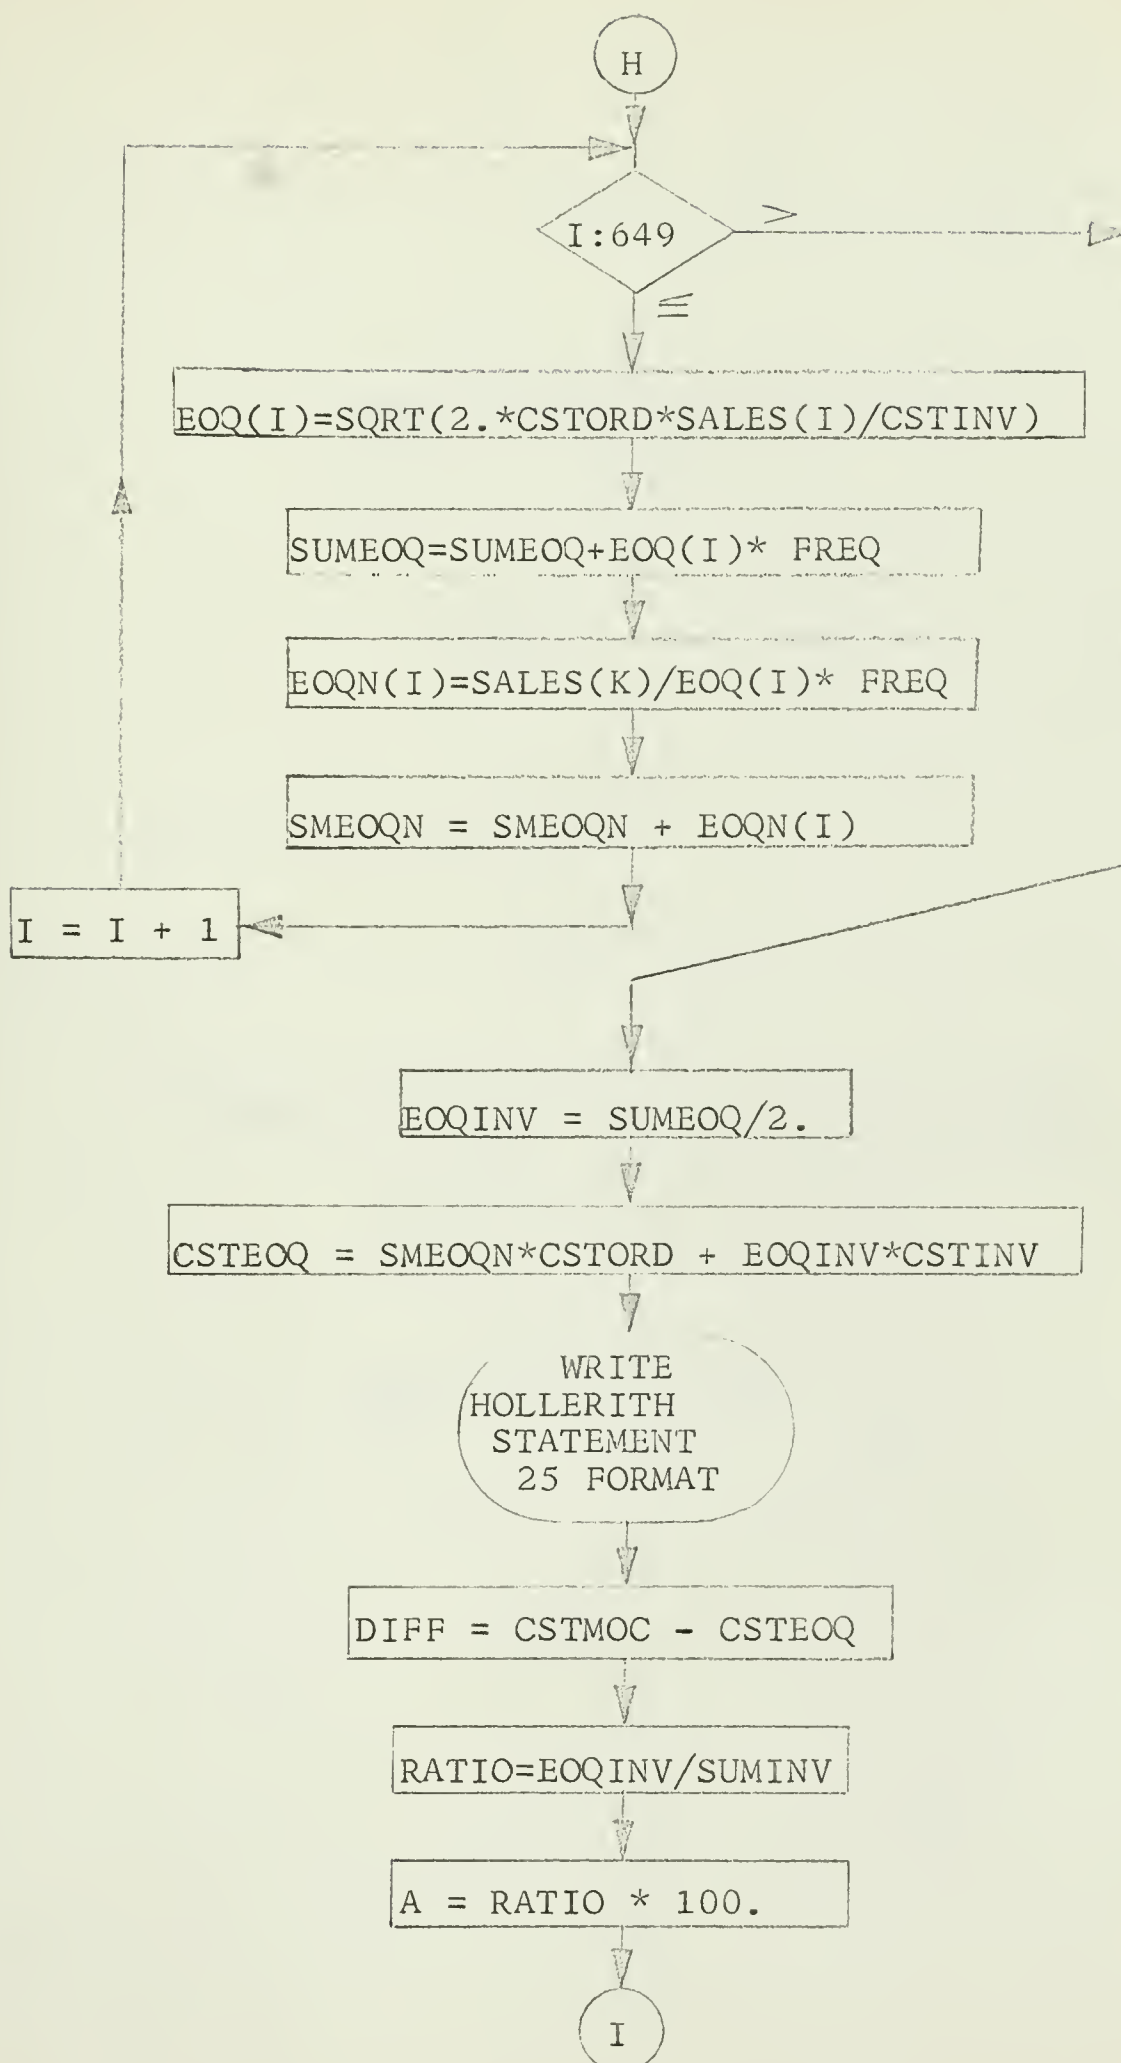 H
I:649
>
≤
EOQ(I)=SQRT(2.*CSTORD*SALES(I)/CSTINV)
SUMEOQ=SUMEOQ+EOQ(I)* FREQ
EOQN(I)=SALES(K)/EOQ(I)* FREQ
SMEOQN = SMEOQN + EOQN(I)
I = I + 1
EOQINV = SUMEOQ/2.
CSTEOQ = SMEOQN*CSTORD + EOQINV*CSTINV
WRITE
HOLLERITH
STATEMENT
25 FORMAT
DIFF = CSTMOC - CSTEOQ
RATIO=EOQINV/SUMINV
A = RATIO * 100.
I